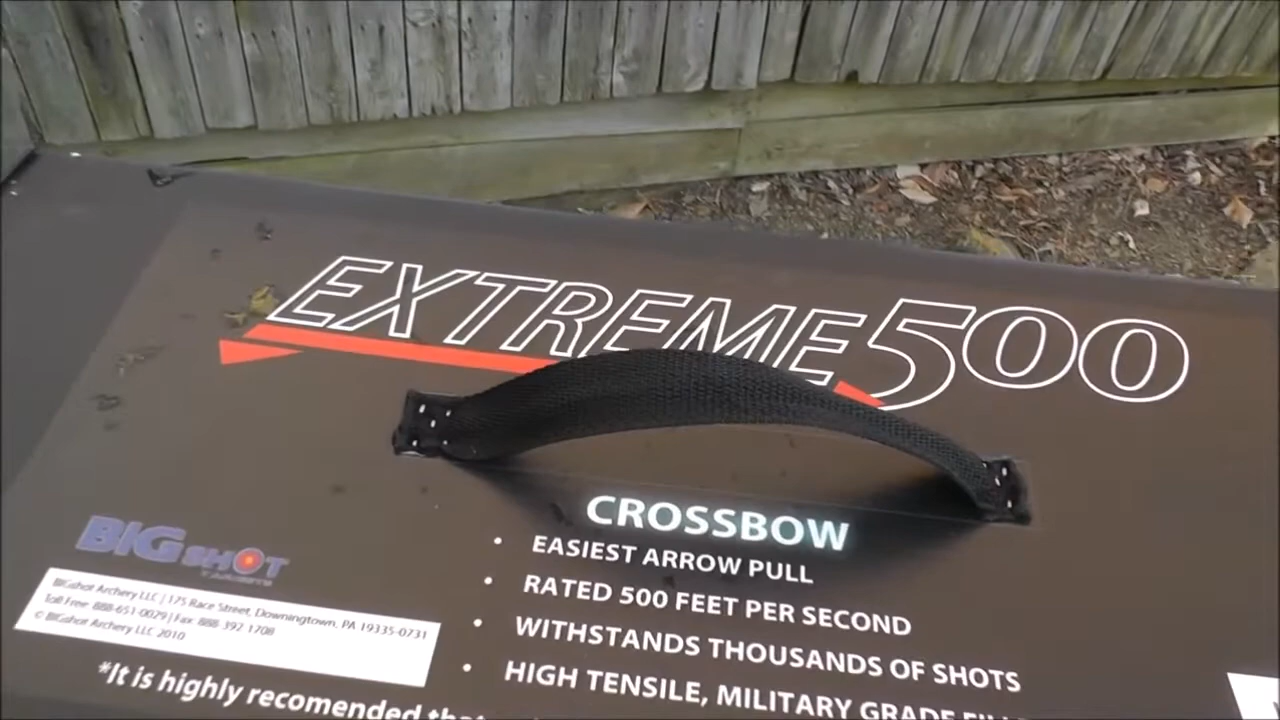 EXTREME500
CROSSBOW
• EASIEST ARROW PULL
• RATED 500 FEET PER SECOND
• WITHSTANDS THOUSANDS OF SHOTS
• HIGH TENSILE, MILITARY GRADE
BIGSHOT
TARGETS
BIGshot Archery LLC | 175 Race Street, Downingtown, PA 19335-0731
Toll Free: 888-651-0029 | Fax: 888-392-1708
© BIGshot Archery LLC 2010
*It is highly recomended